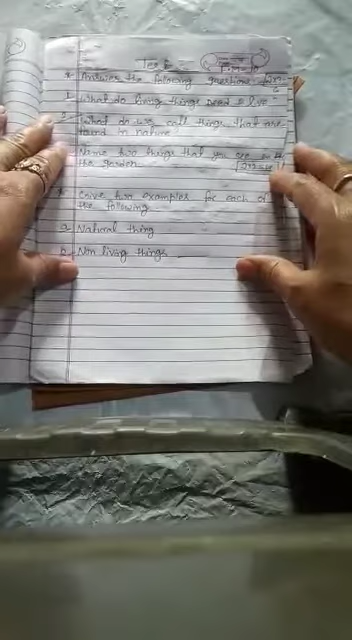 Test
Answer the following questions
1. What do living things need to live
2. What do we call things that are
found in nature
Name two things that you see in
the garden
Give two examples for each of
the following
a. Natural thing
b. Non living things